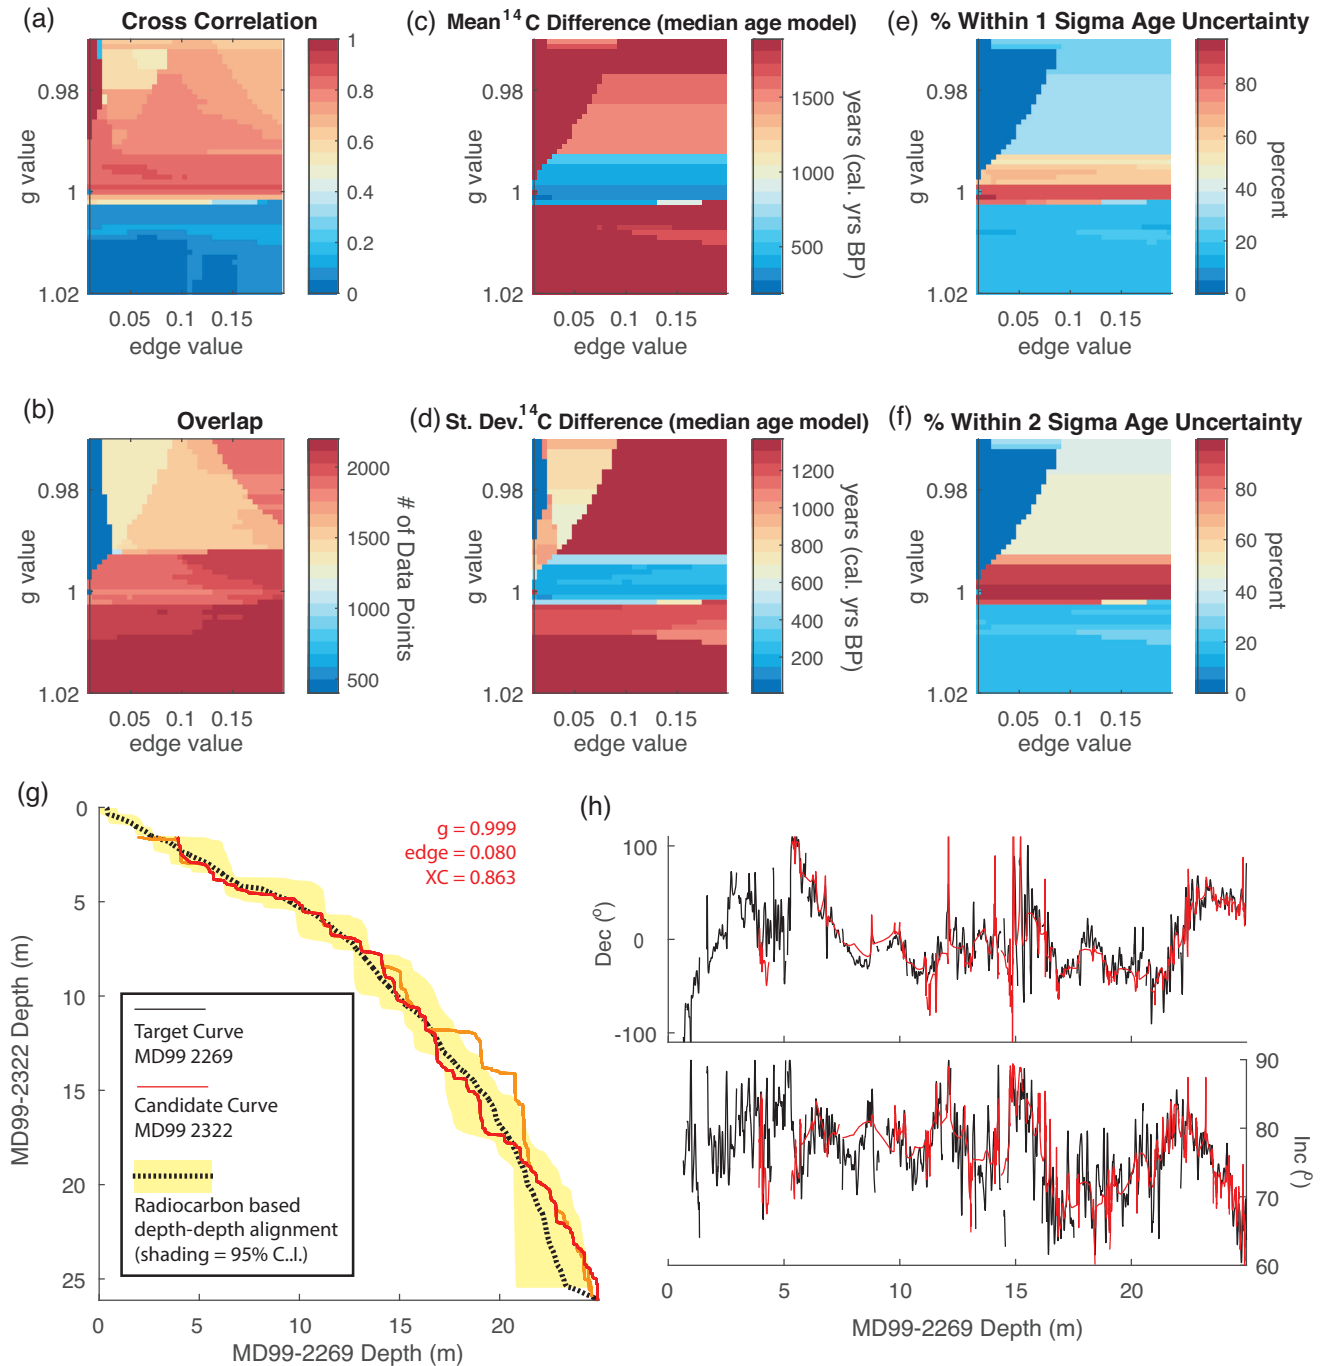 (a) Cross Correlation
g value
0.98
1
1.02
0.05 0.1 0.15
edge value
1
0.8
0.6
0.4
0.2
0
(c) Mean 14C Difference (median age model)
g value
0.98
1
1.02
0.05 0.1 0.15
edge value
1500
1000
500
years (cal. yrs BP)
(e) % Within 1 Sigma Age Uncertainty
g value
0.98
1
1.02
0.05 0.1 0.15
edge value
80
60
40
20
0
percent
(b) Overlap
g value
0.98
1
1.02
0.05 0.1 0.15
edge value
2000
1500
1000
500
# of Data Points
(d) St. Dev. 14C Difference (median age model)
g value
0.98
1
1.02
0.05 0.1 0.15
edge value
1200
1000
800
600
400
200
years (cal. yrs BP)
(f) % Within 2 Sigma Age Uncertainty
g value
0.98
1
1.02
0.05 0.1 0.15
edge value
80
60
40
20
0
percent
(g)
g = 0.999
edge = 0.080
XC = 0.863
MD99-2322 Depth (m)
0
5
10
15
20
25
Target Curve
MD99 2269
Candidate Curve
MD99 2322
Radiocarbon based
depth-depth alignment
(shading = 95% C..I.)
0 5 10 15 20
MD99-2269 Depth (m)
(h)
Dec (º)
100
0
-100
90
80
70
60
Inc (º)
0 5 10 15 20
MD99-2269 Depth (m)